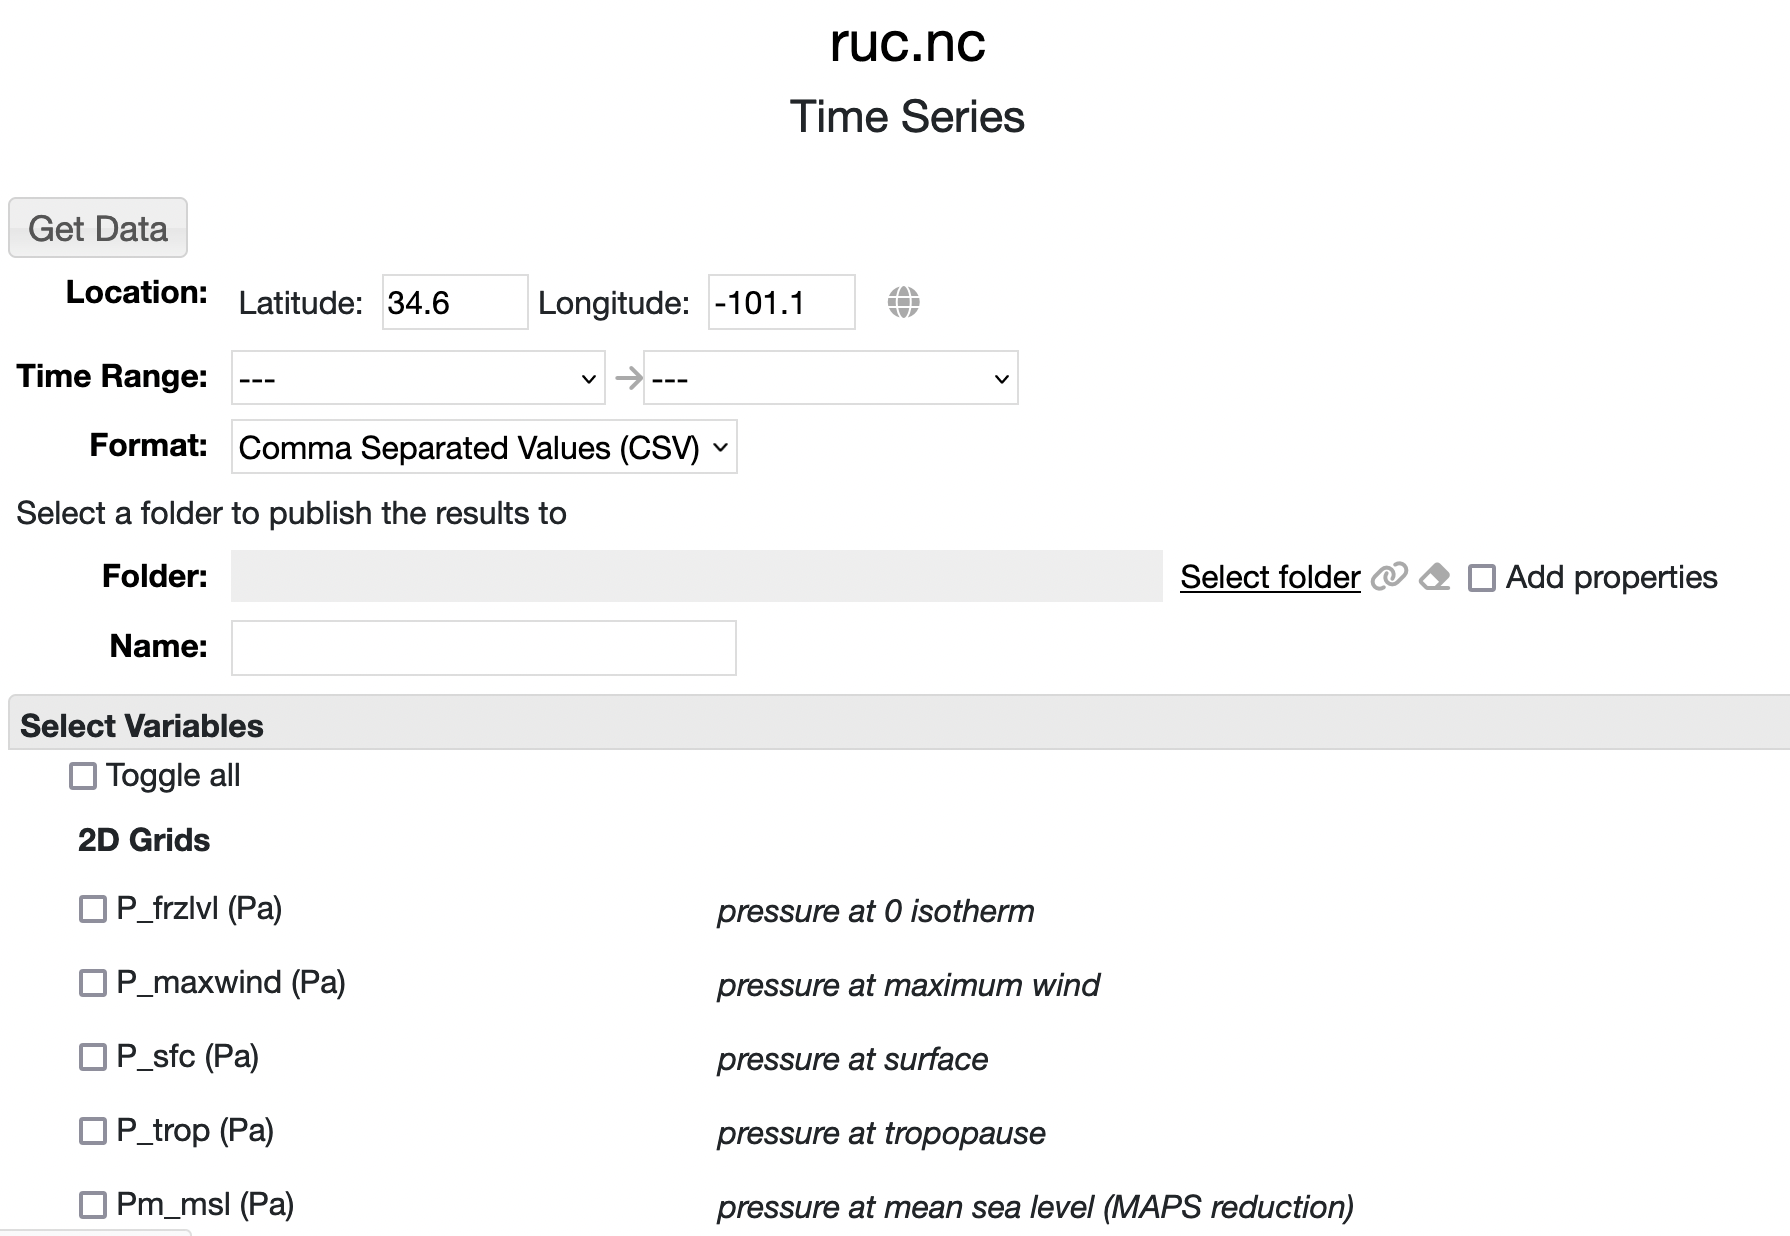 ruc.nc
Time Series
Get Data
Location: Latitude: 34.6 Longitude: -101.1
Time Range: --- ---
Format: Comma Separated Values (CSV)
Select a folder to publish the results to
Folder: Select folder Add properties
Name:
Select Variables
Toggle all
2D Grids
P_frzlvl (Pa) pressure at 0 isotherm
P_maxwind (Pa) pressure at maximum wind
P_sfc (Pa) pressure at surface
P_trop (Pa) pressure at tropopause
Pm_msl (Pa) pressure at mean sea level (MAPS reduction)